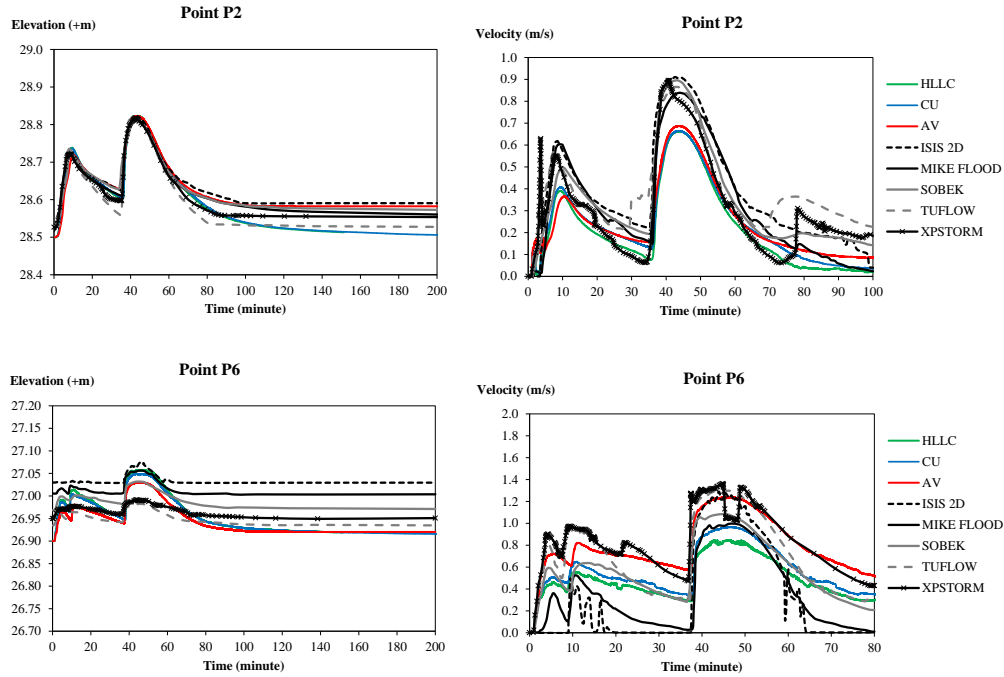 Point P2
Elevation (+m)
29.0
28.9
28.8
28.7
28.6
28.5
28.4
0 20 40 60 80 100 120 140 160 180 200
Time (minute)
Point P2
Velocity (m/s)
1.0
0.9
0.8
0.7
0.6
0.5
0.4
0.3
0.2
0.1
0.0
0 10 20 30 40 50 60 70 80 90 100
Time (minute)
HLLC
CU
AV
ISIS 2D
MIKE FLOOD
SOBEK
TUFLOW
XPSTORM
Point P6
Elevation (+m)
27.20
27.15
27.10
27.05
27.00
26.95
26.90
26.85
26.80
26.75
26.70
0 20 40 60 80 100 120 140 160 180 200
Time (minute)
Point P6
Velocity (m/s)
2.0
1.8
1.6
1.4
1.2
1.0
0.8
0.6
0.4
0.2
0.0
0 10 20 30 40 50 60 70 80
Time (minute)
HLLC
CU
AV
ISIS 2D
MIKE FLOOD
SOBEK
TUFLOW
XPSTORM